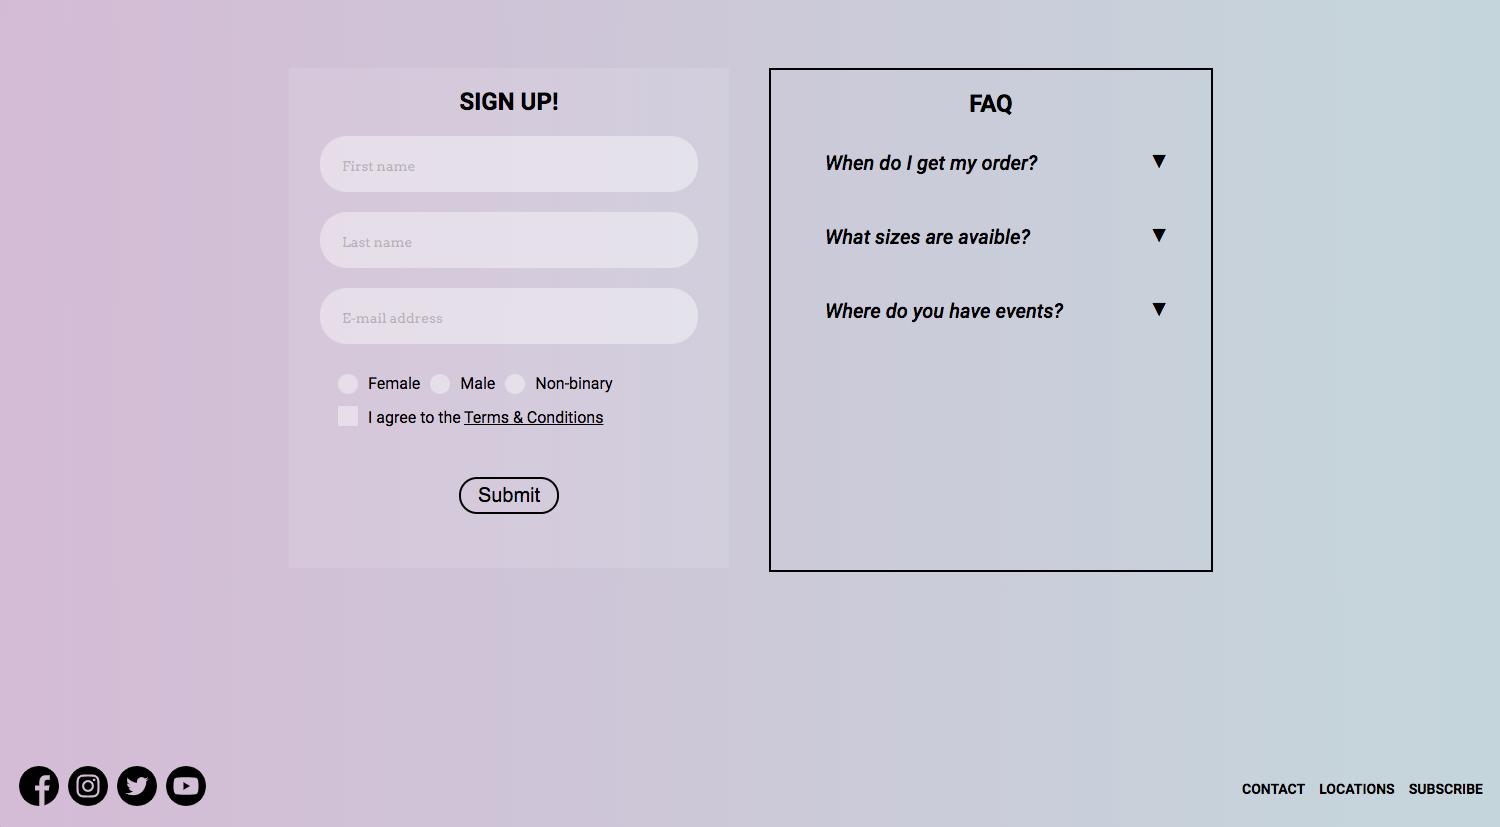 SIGN UP!
First name
Last name
E-mail address
Female Male Non-binary
I agree to the Terms & Conditions
Submit
FAQ
When do I get my order? ▼
What sizes are avaible? ▼
Where do you have events? ▼
CONTACT LOCATIONS SUBSCRIBE